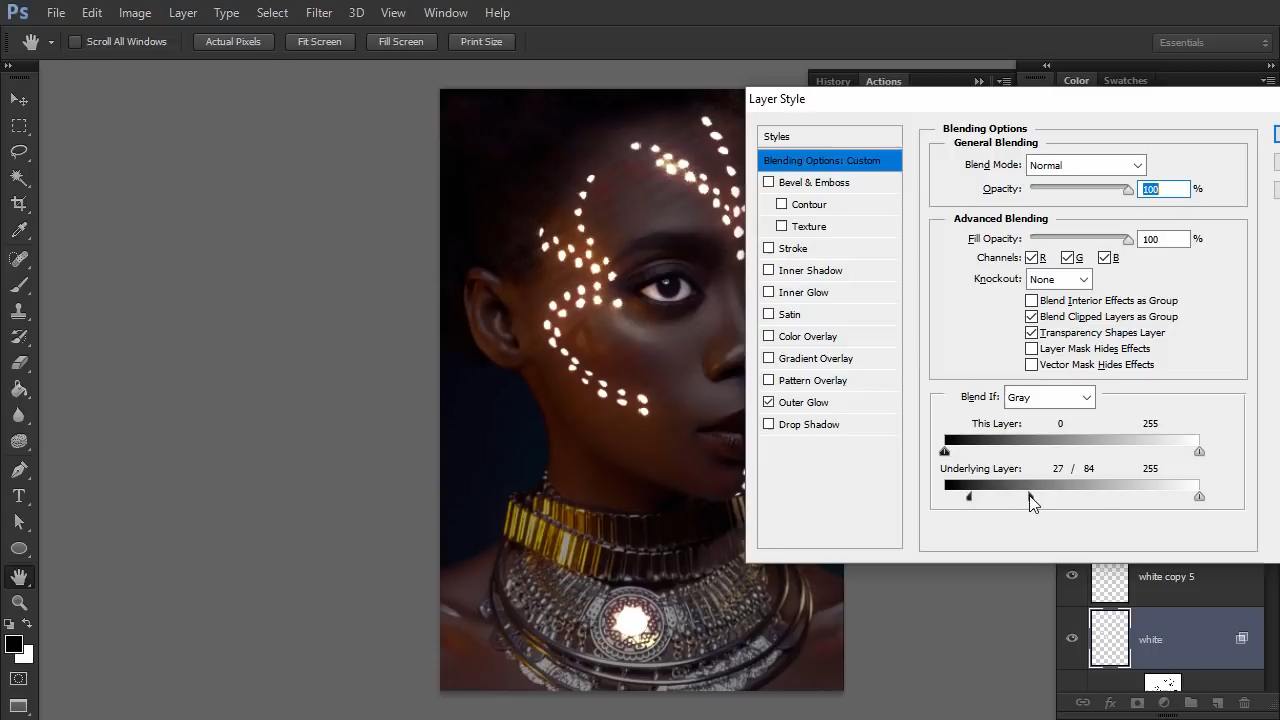 Ps File Edit Image Layer Type Select Filter 3D View Window Help
Scroll All Windows Actual Pixels Fit Screen Fill Screen Print Size Essentials
History Actions Color Swatches
Layer Style
Styles
Blending Options: Custom
Bevel & Emboss
Contour
Texture
Stroke
Inner Shadow
Inner Glow
Satin
Color Overlay
Gradient Overlay
Pattern Overlay
Outer Glow
Drop Shadow
Blending Options
General Blending
Blend Mode: Normal
Opacity: 100 %
Advanced Blending
Fill Opacity: 100 %
Channels: R G B
Knockout: None
Blend Interior Effects as Group
Blend Clipped Layers as Group
Transparency Shapes Layer
Layer Mask Hides Effects
Vector Mask Hides Effects
Blend If: Gray
This Layer: 0 255
Underlying Layer: 27 / 84 255
white copy 5
white
T
fx